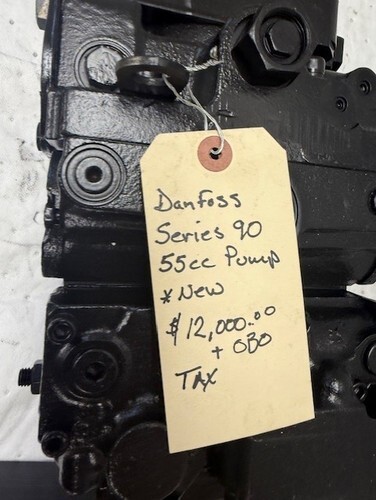 Danfoss
Series 90
55cc Pump
*New
$12,000.00
+ OBO
TAX